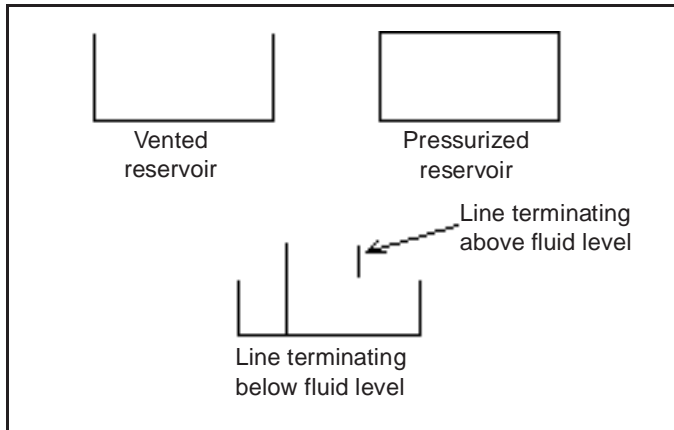 Vented
reservoir
Pressurized
reservoir
Line terminating
above fluid level
Line terminating
below fluid level